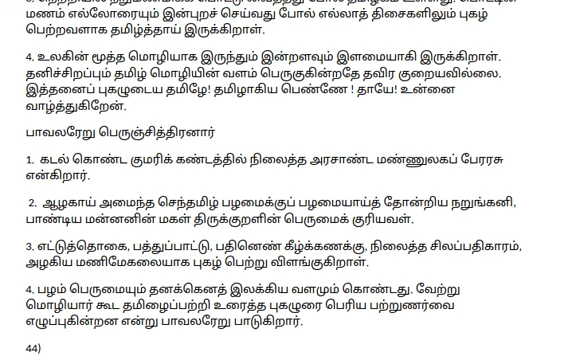 மணம் எல்லோரையும் இன்புறச் செய்வது போல் எல்லாத் திசைகளிலும் புகழ்
பெற்றவளாக தமிழ்த்தாய் இருக்கிறாள்.
4. உலகின் மூத்த மொழியாக இருந்தும் இன்றளவும் இளமையாகி இருக்கிறாள்.
தனிச்சிறப்பும் தமிழ் மொழியின் வளம் பெருகுகின்றதே தவிர குறையவில்லை.
இத்தனைப் புகழுடைய தமிழே! தமிழாகிய பெண்ணே ! தாயே! உன்னை
வாழ்த்துகிறேன்.
பாவலரேறு பெருஞ்சித்திரனார்
1. கடல் கொண்ட குமரிக் கண்டத்தில் நிலைத்த அரசாண்ட மண்ணுலகப் பேரரசு
என்கிறார்.
2. ஆழகாய் அமைந்த செந்தமிழ் பழமைக்குப் பழமையாய்த் தோன்றிய நறுங்கனி,
பாண்டிய மன்னனின் மகள் திருக்குறளின் பெருமைக் குரியவள்.
3. எட்டுத்தொகை, பத்துப்பாட்டு, பதினெண் கீழ்க்கணக்கு, நிலைத்த சிலப்பதிகாரம்,
அழகிய மணிமேகலையாக புகழ் பெற்று விளங்குகிறாள்.
4. பழம் பெருமையும் தனக்கெனத் இலக்கிய வளமும் கொண்டது. வேற்று
மொழியார் கூட தமிழைப்பற்றி உரைத்த புகழுரை பெரிய பற்றுணர்வை
எழுப்புகின்றன என்று பாவலரேறு பாடுகிறார்.
44)